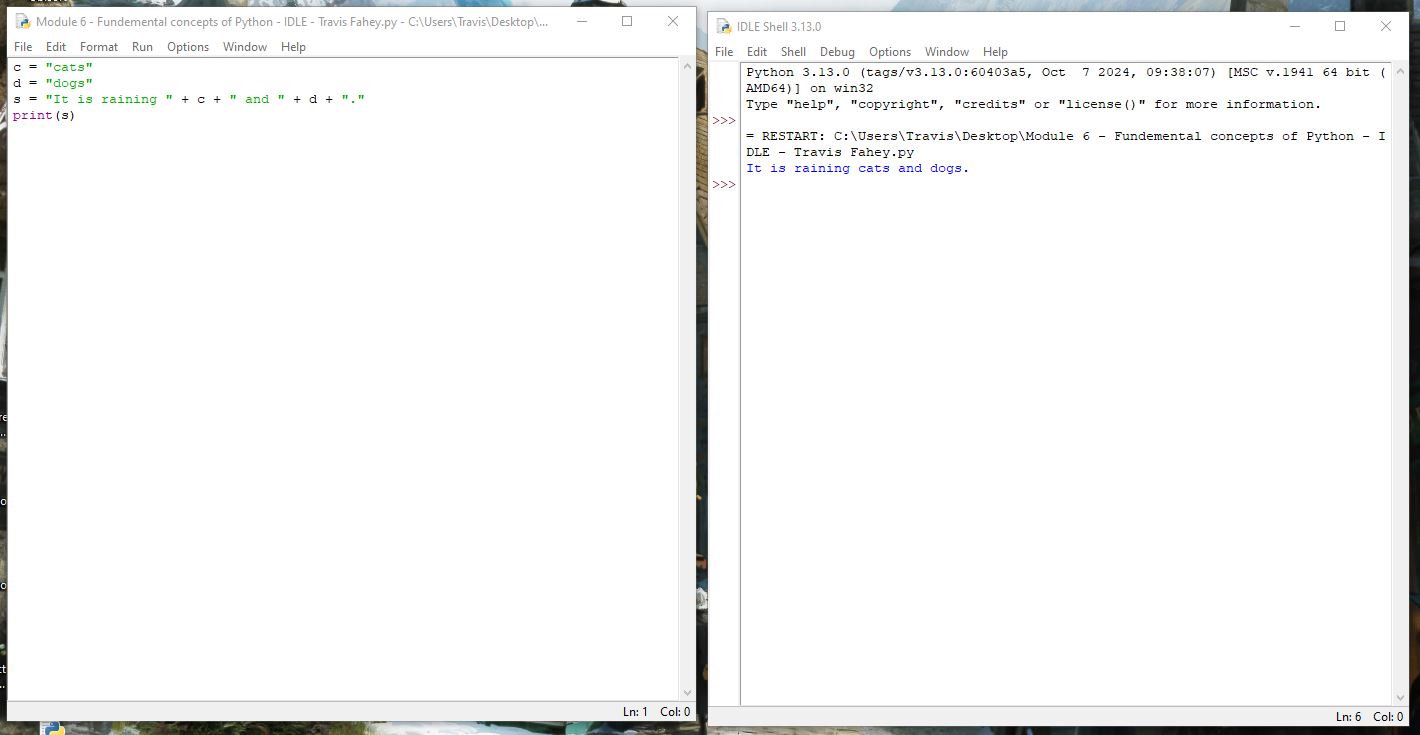 Module 6 - Fundemental concepts of Python - IDLE - Travis Fahey.py - C:\Users\Travis\Desktop\...
File Edit Format Run Options Window Help
c = "cats"
d = "dogs"
s = "It is raining " + c + " and " + d + "."
print(s)
Ln: 1 Col: 0
IDLE Shell 3.13.0
File Edit Shell Debug Options Window Help
Python 3.13.0 (tags/v3.13.0:60403a5, Oct  7 2024, 09:38:07) [MSC v.1941 64 bit (
AMD64)] on win32
Type "help", "copyright", "credits" or "license()" for more information.
>>>
= RESTART: C:\Users\Travis\Desktop\Module 6 - Fundemental concepts of Python - I
DLE - Travis Fahey.py
It is raining cats and dogs.
>>>
Ln: 6 Col: 0